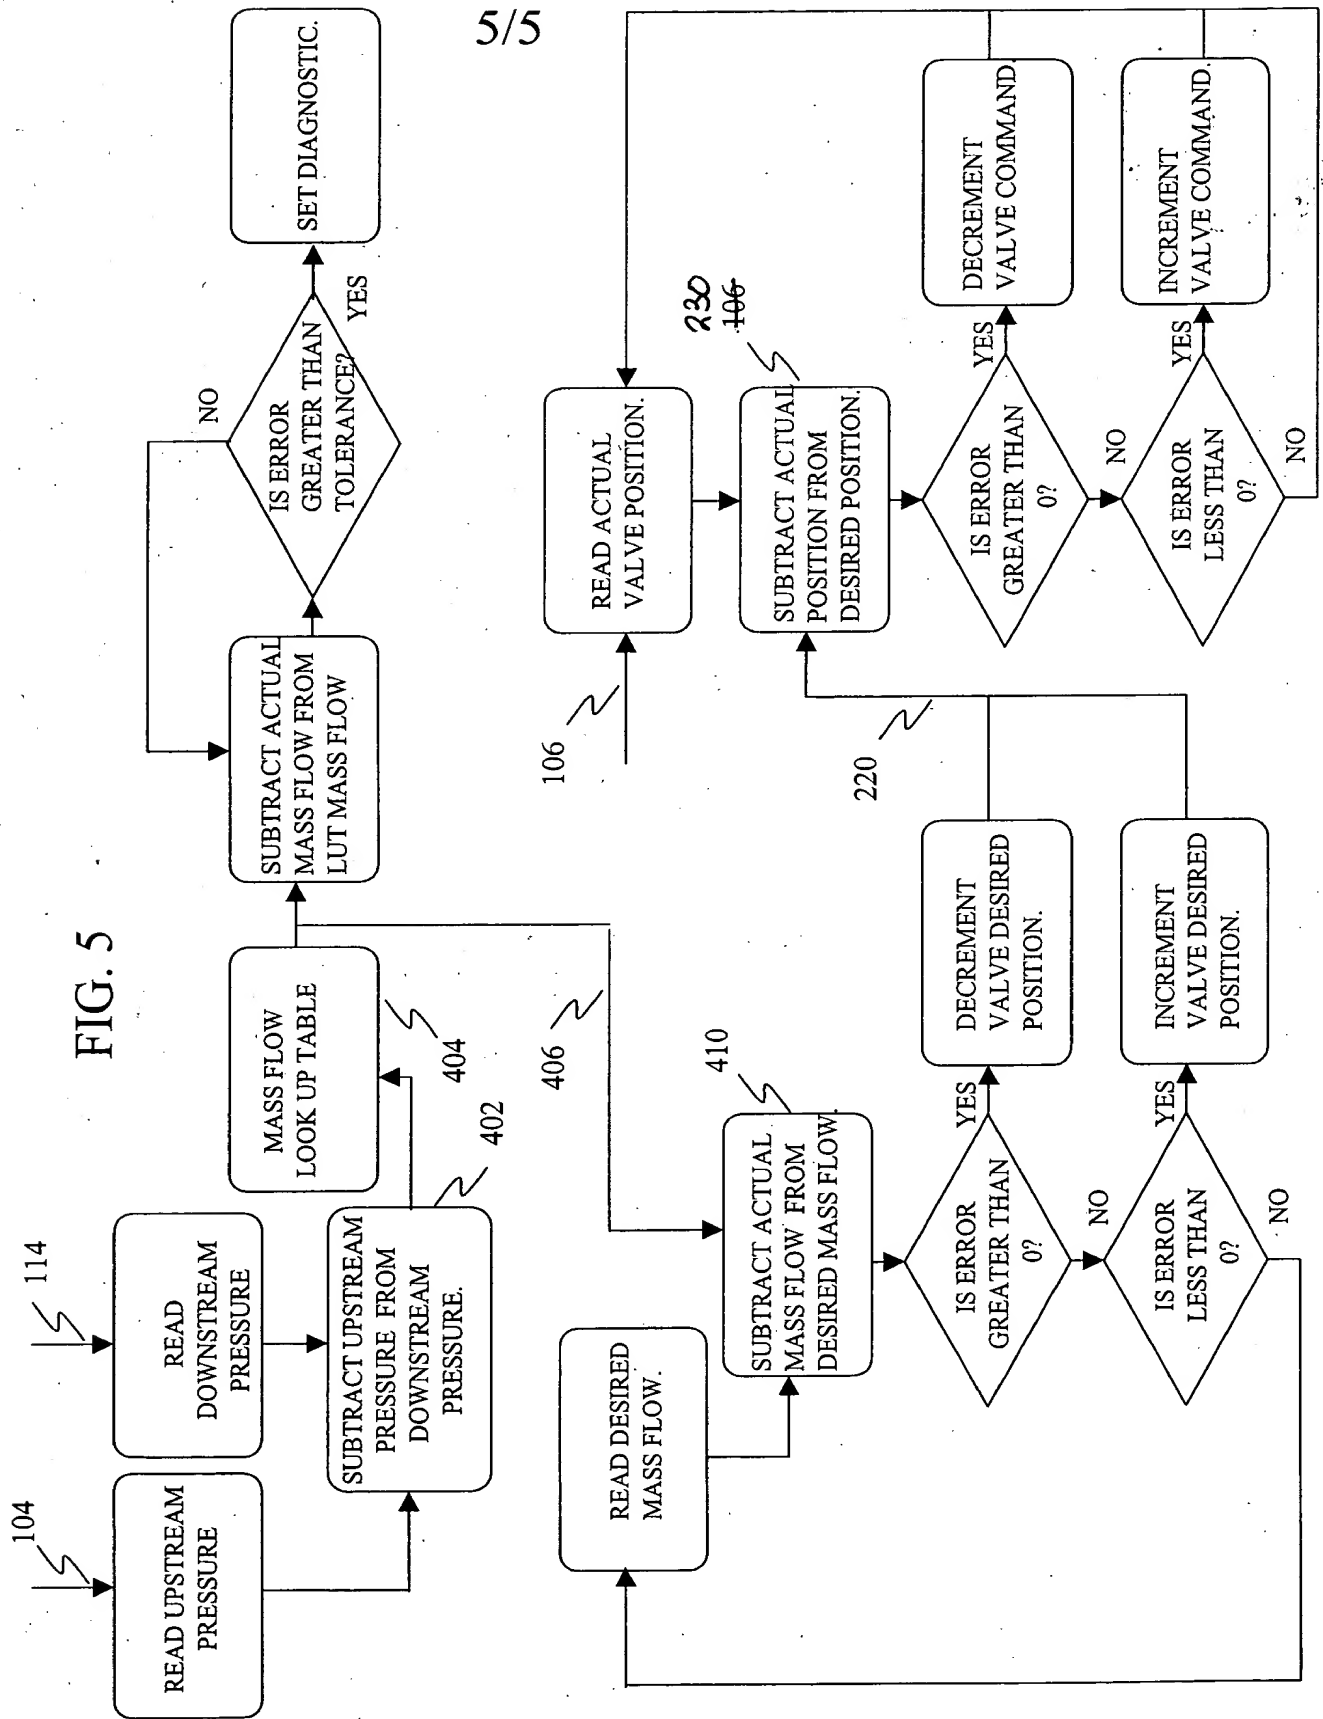 5/5
FIG. 5
104
READ UPSTREAM
PRESSURE
114
READ
DOWNSTREAM
PRESSURE
SUBTRACT UPSTREAM
PRESSURE FROM
DOWNSTREAM
PRESSURE.
402
MASS FLOW
LOOK UP TABLE
404
406
SUBTRACT ACTUAL
MASS FLOW FROM
LUT MASS FLOW
IS ERROR
GREATER THAN
TOLERANCE?
NO
YES
SET DIAGNOSTIC.
READ DESIRED
MASS FLOW.
410
SUBTRACT ACTUAL
MASS FLOW FROM
DESIRED MASS FLOW.
IS ERROR
GREATER THAN
0?
YES
NO
DECREMENT
VALVE DESIRED
POSITION.
IS ERROR
LESS THAN
0?
YES
NO
INCREMENT
VALVE DESIRED
POSITION.
220
106
READ ACTUAL
VALVE POSITION.
230
106
SUBTRACT ACTUAL
POSITION FROM
DESIRED POSITION.
IS ERROR
GREATER THAN
0?
YES
NO
DECREMENT
VALVE COMMAND.
IS ERROR
LESS THAN
0?
YES
NO
INCREMENT
VALVE COMMAND.